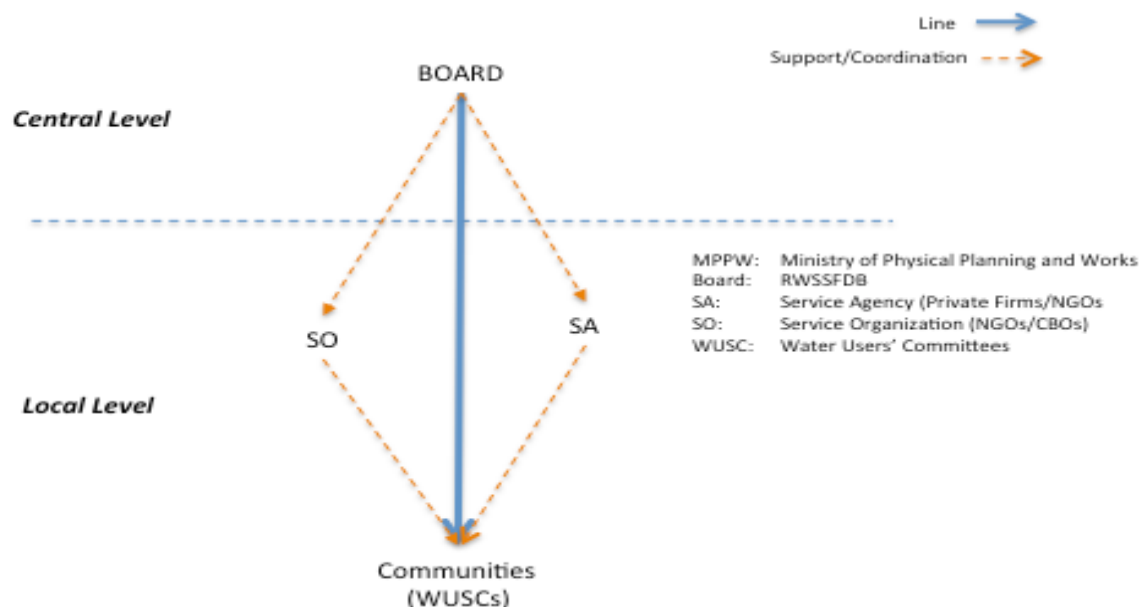 Line
Support/Coordination
BOARD
Central Level
MPPW: Ministry of Physical Planning and Works
Board: RWSSFDB
SA: Service Agency (Private Firms/NGOs
SO: Service Organization (NGOs/CBOs)
WUSC: Water Users’ Committees
SO
SA
Local Level
Communities
(WUSCs)